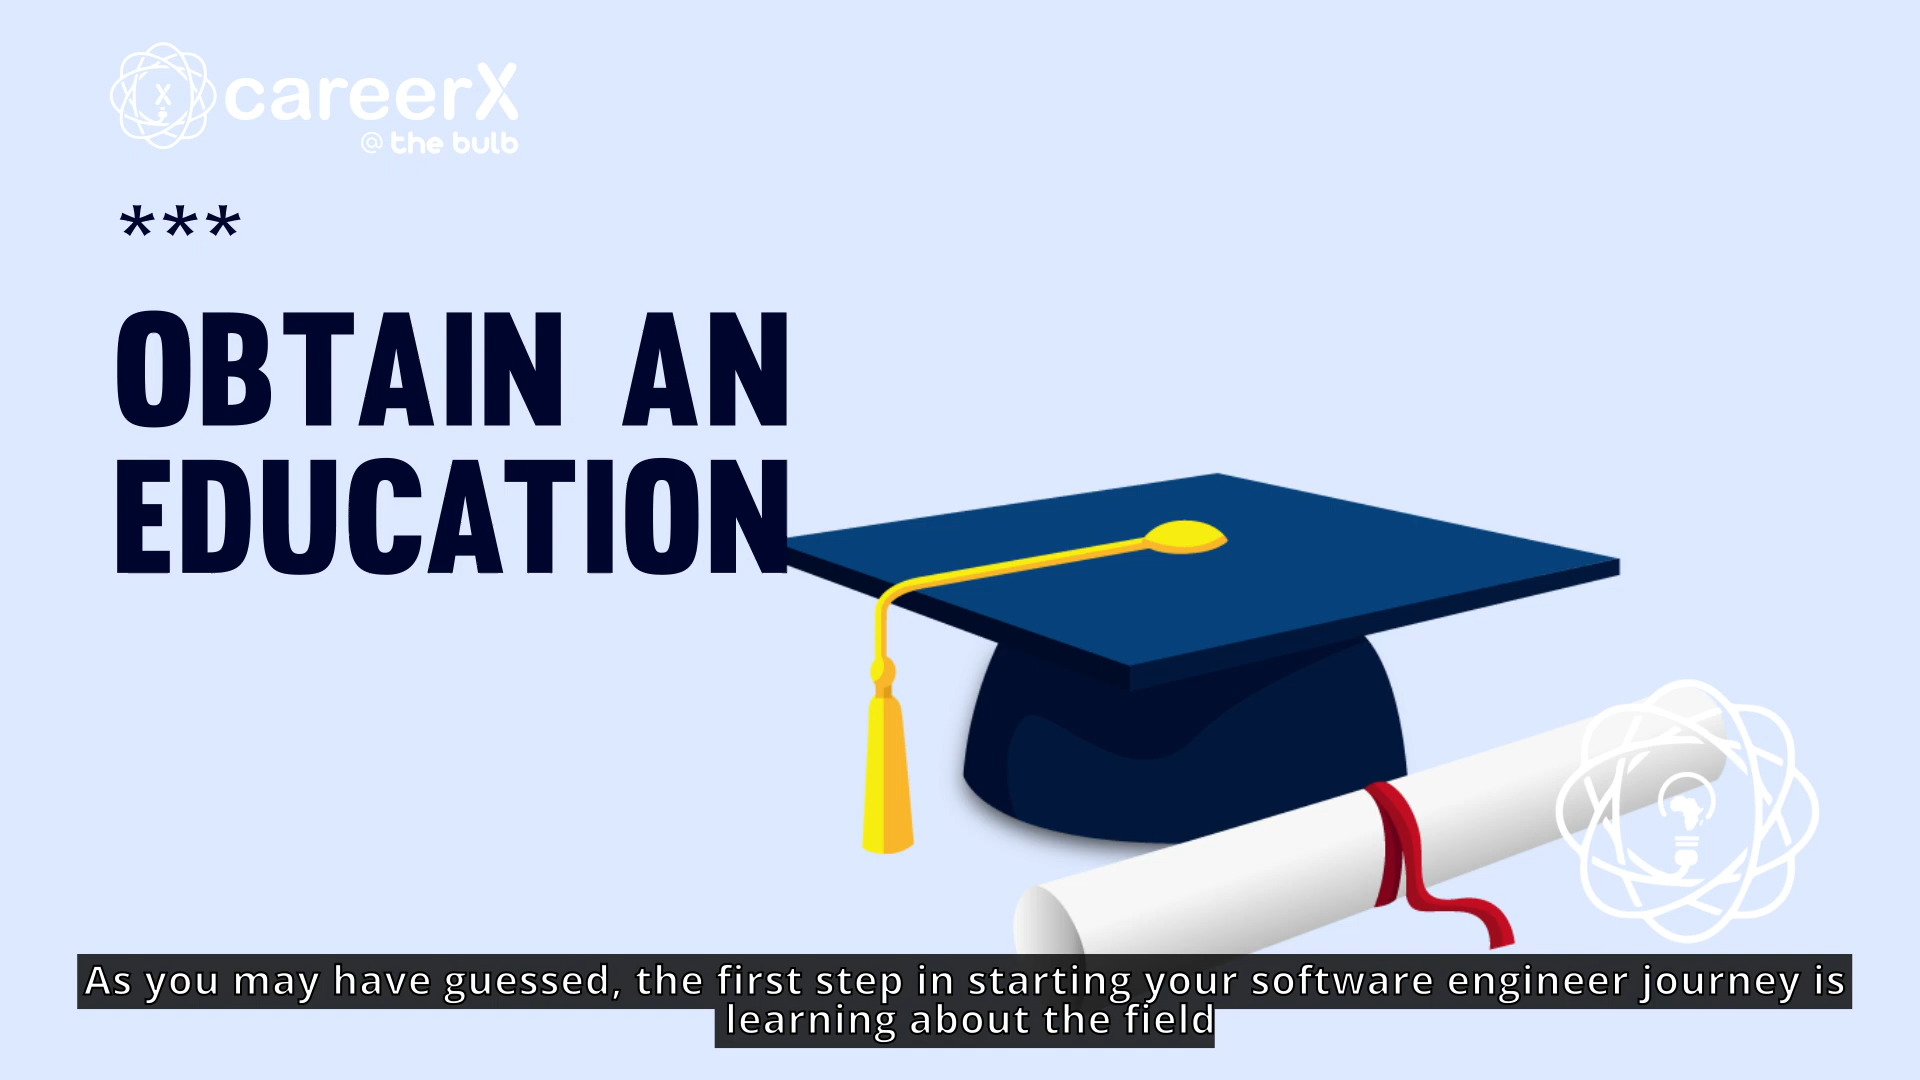 careerX
@ the bulb
***
OBTAIN AN
EDUCATION
As you may have guessed, the first step in starting your software engineer journey is
learning about the field